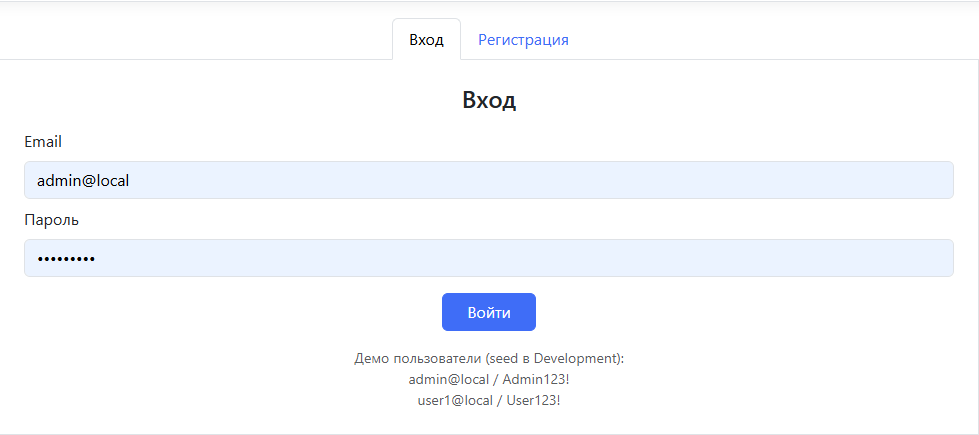 Вход Регистрация
Вход
Email
admin@local
Пароль
•••••••••
Войти
Демо пользователи (seed в Development):
admin@local / Admin123!
user1@local / User123!